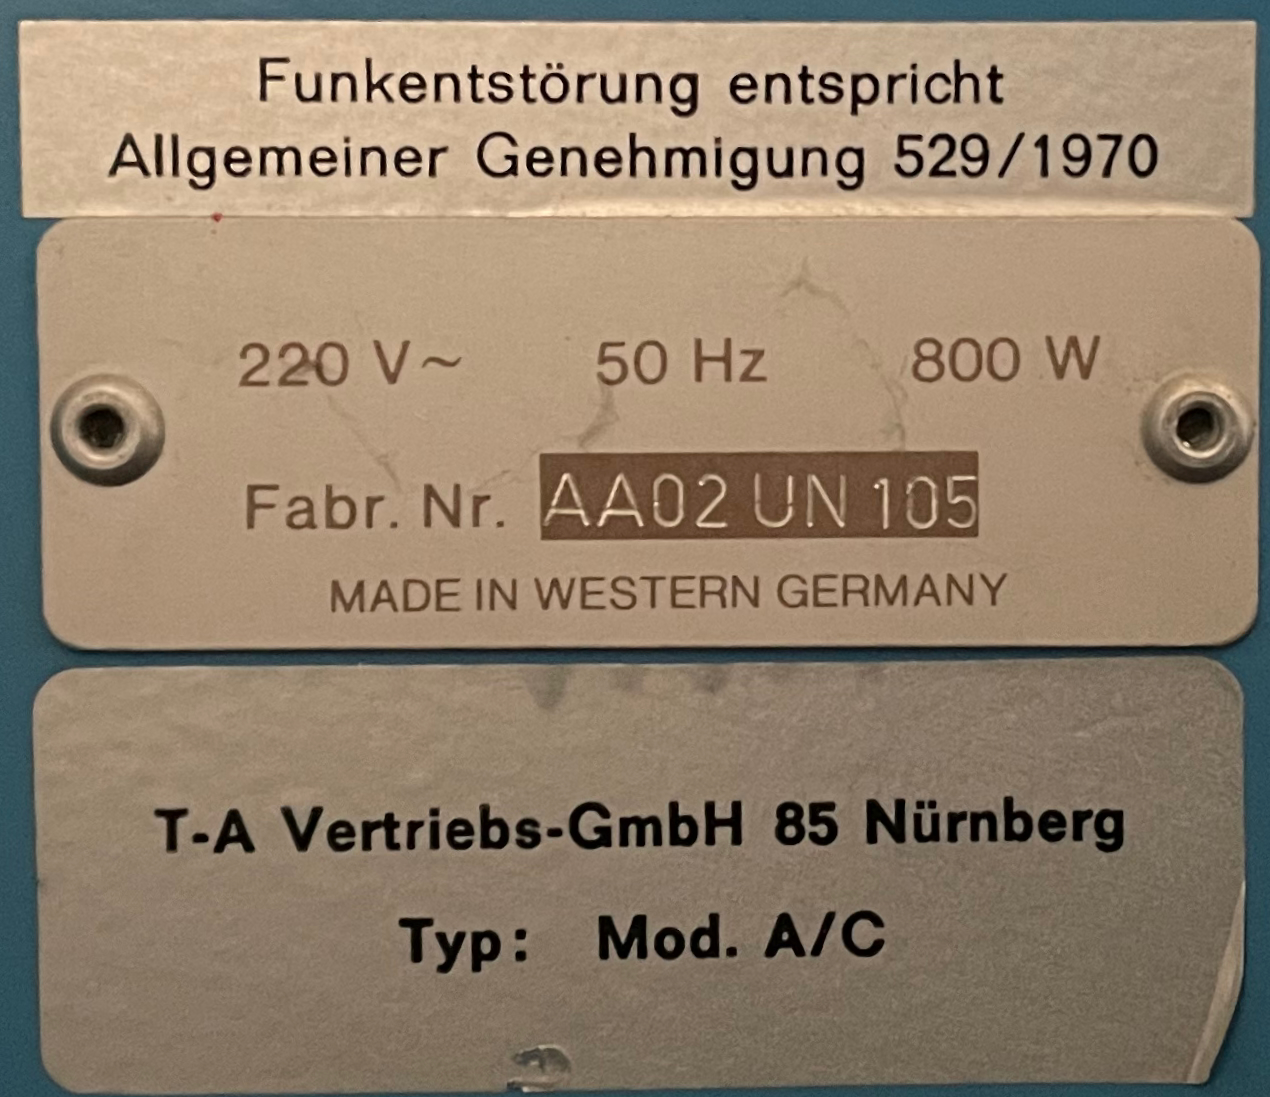 Funkentstörung entspricht
Allgemeiner Genehmigung 529/1970
220 V~ 50 Hz 800 W
Fabr. Nr. AA02 UN 105
MADE IN WESTERN GERMANY
T-A Vertriebs-GmbH 85 Nürnberg
Typ: Mod. A/C